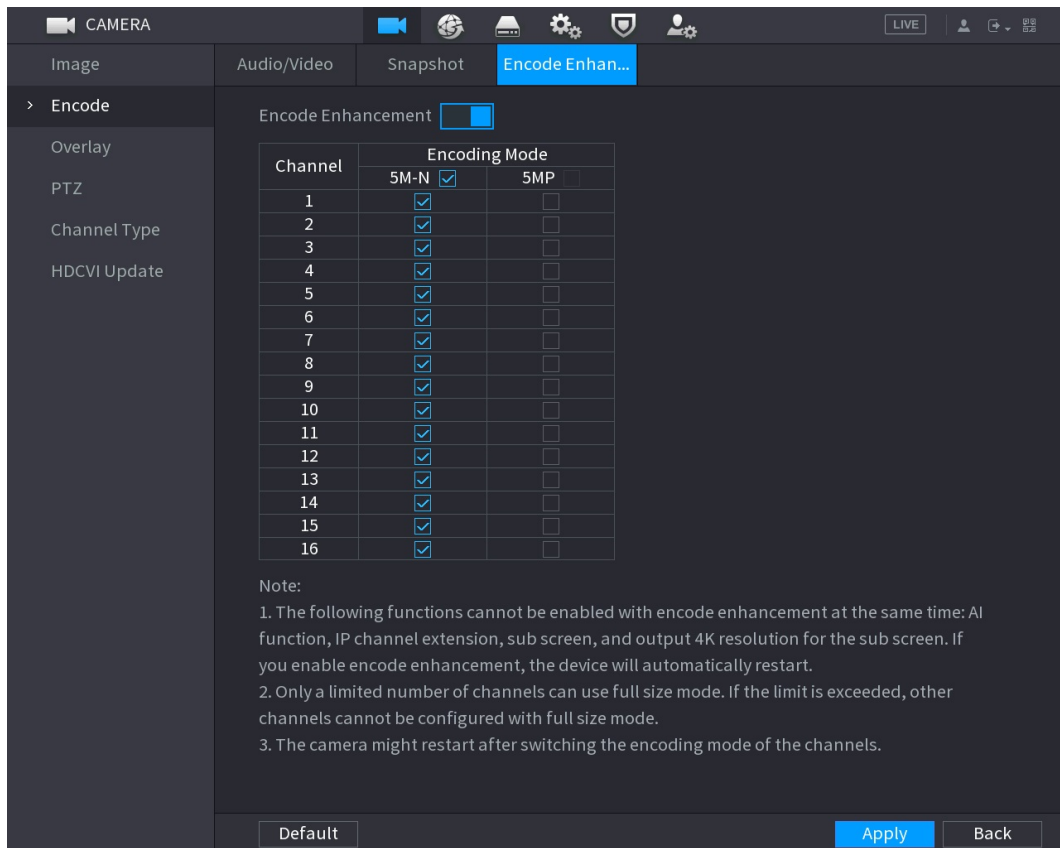 CAMERA
LIVE
Image
Audio/Video
Snapshot
Encode Enhan...
Encode
Encode Enhancement
Overlay
Channel
Encoding Mode
5M-N
5MP
PTZ
1
2
Channel Type
3
4
HDCVI Update
5
6
7
8
9
10
11
12
13
14
15
16
Note:
1. The following functions cannot be enabled with encode enhancement at the same time: AI
function, IP channel extension, sub screen, and output 4K resolution for the sub screen. If
you enable encode enhancement, the device will automatically restart.
2. Only a limited number of channels can use full size mode. If the limit is exceeded, other
channels cannot be configured with full size mode.
3. The camera might restart after switching the encoding mode of the channels.
Default
Apply
Back